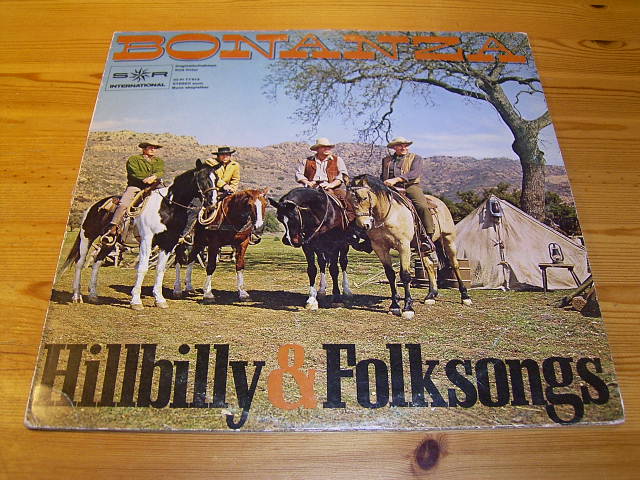 BONANZA
S R
INTERNATIONAL
Hillbilly & Folksongs